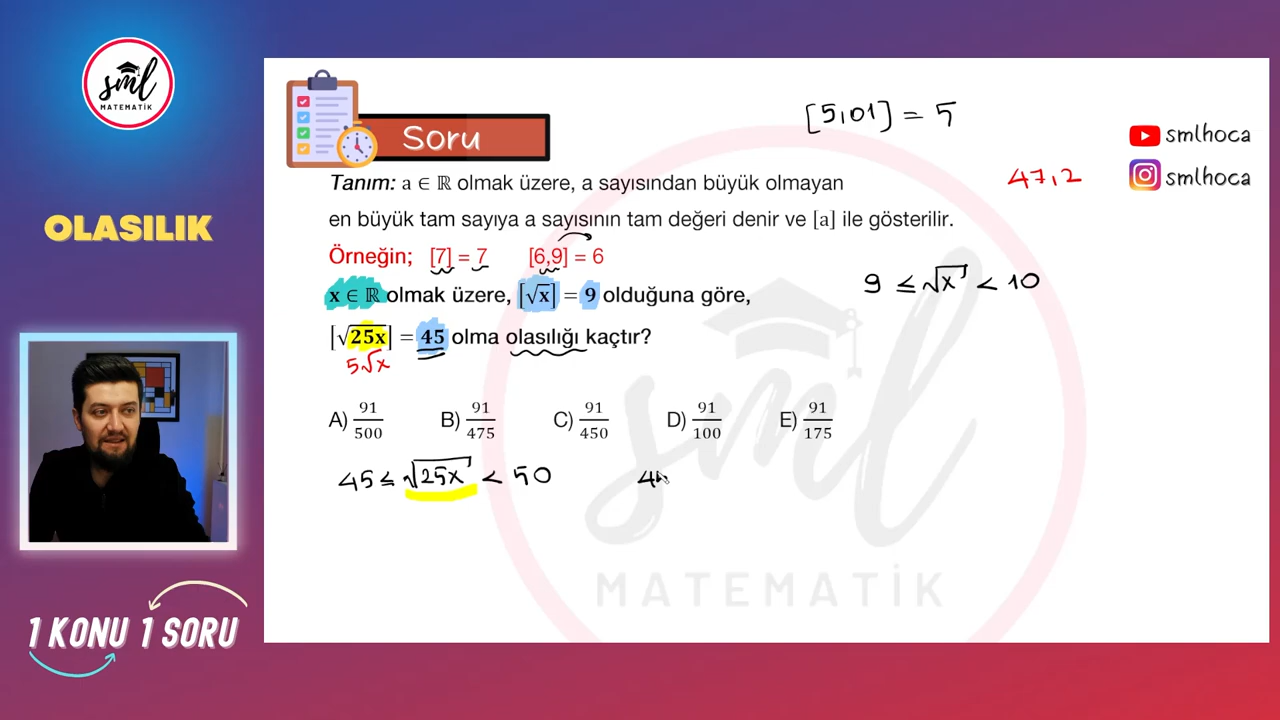 sml
MATEMATİK
OLASILIK
1 KONU 1 SORU
Soru
[5,01] = 5
smlhoca
smlhoca
47,2
Tanım: a ∈ ℝ olmak üzere, a sayısından büyük olmayan
en büyük tam sayıya a sayısının tam değeri denir ve [a] ile gösterilir.
Örneğin; [7] = 7 [6,9] = 6
x ∈ ℝ olmak üzere, [√x] = 9 olduğuna göre,
9 ≤ √x < 10
[√25x] = 45 olma olasılığı kaçtır?
5√x
A) 91/500 B) 91/475 C) 91/450 D) 91/100 E) 91/175
45 ≤ √25x < 50
sml
MATEMATİK